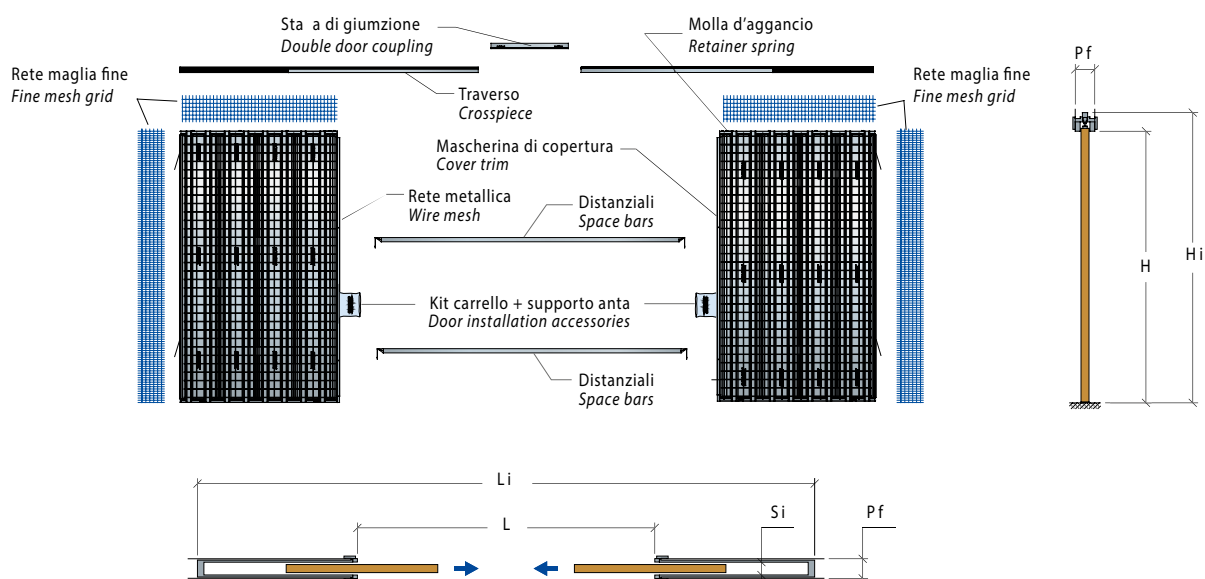 Sta a di giumzione
Double door coupling
Molla d’aggancio
Retainer spring
Pf
Rete maglia fine
Fine mesh grid
Rete maglia fine
Fine mesh grid
Traverso
Crosspiece
Mascherina di copertura
Cover trim
Rete metallica
Wire mesh
Distanziali
Space bars
H
Hi
Kit carrello + supporto anta
Door installation accessories
Distanziali
Space bars
Li
L
Si
Pf